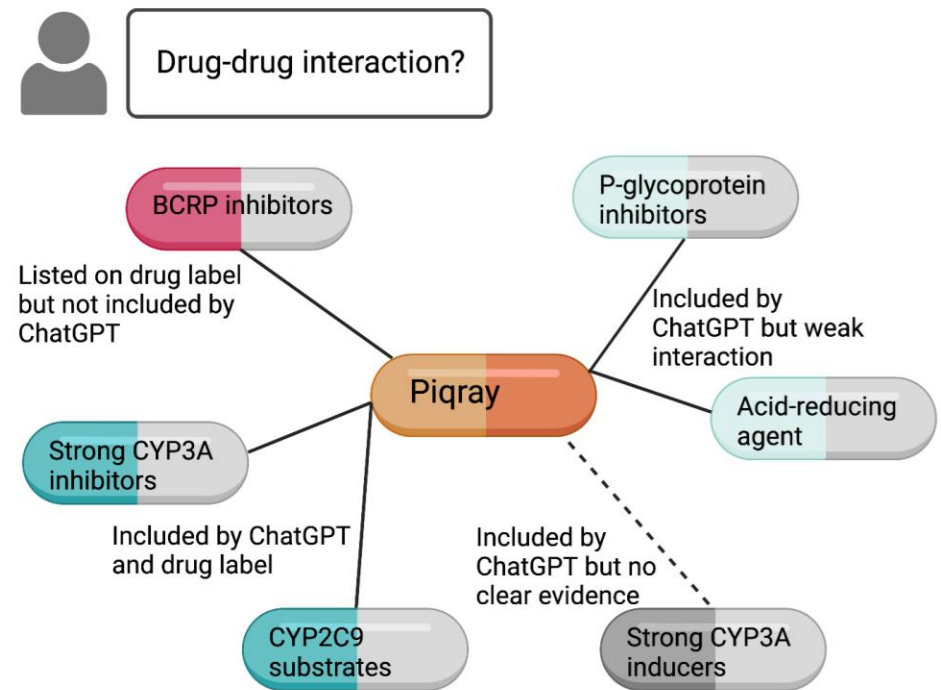 Drug-drug interaction?
BCRP inhibitors
P-glycoprotein
inhibitors
Listed on drug label
but not included by
ChatGPT
Included by
ChatGPT but weak
interaction
Piqray
Acid-reducing
agent
Strong CYP3A
inhibitors
Included by ChatGPT
and drug label
Included by
ChatGPT but no
clear evidence
CYP2C9
substrates
Strong CYP3A
inducers